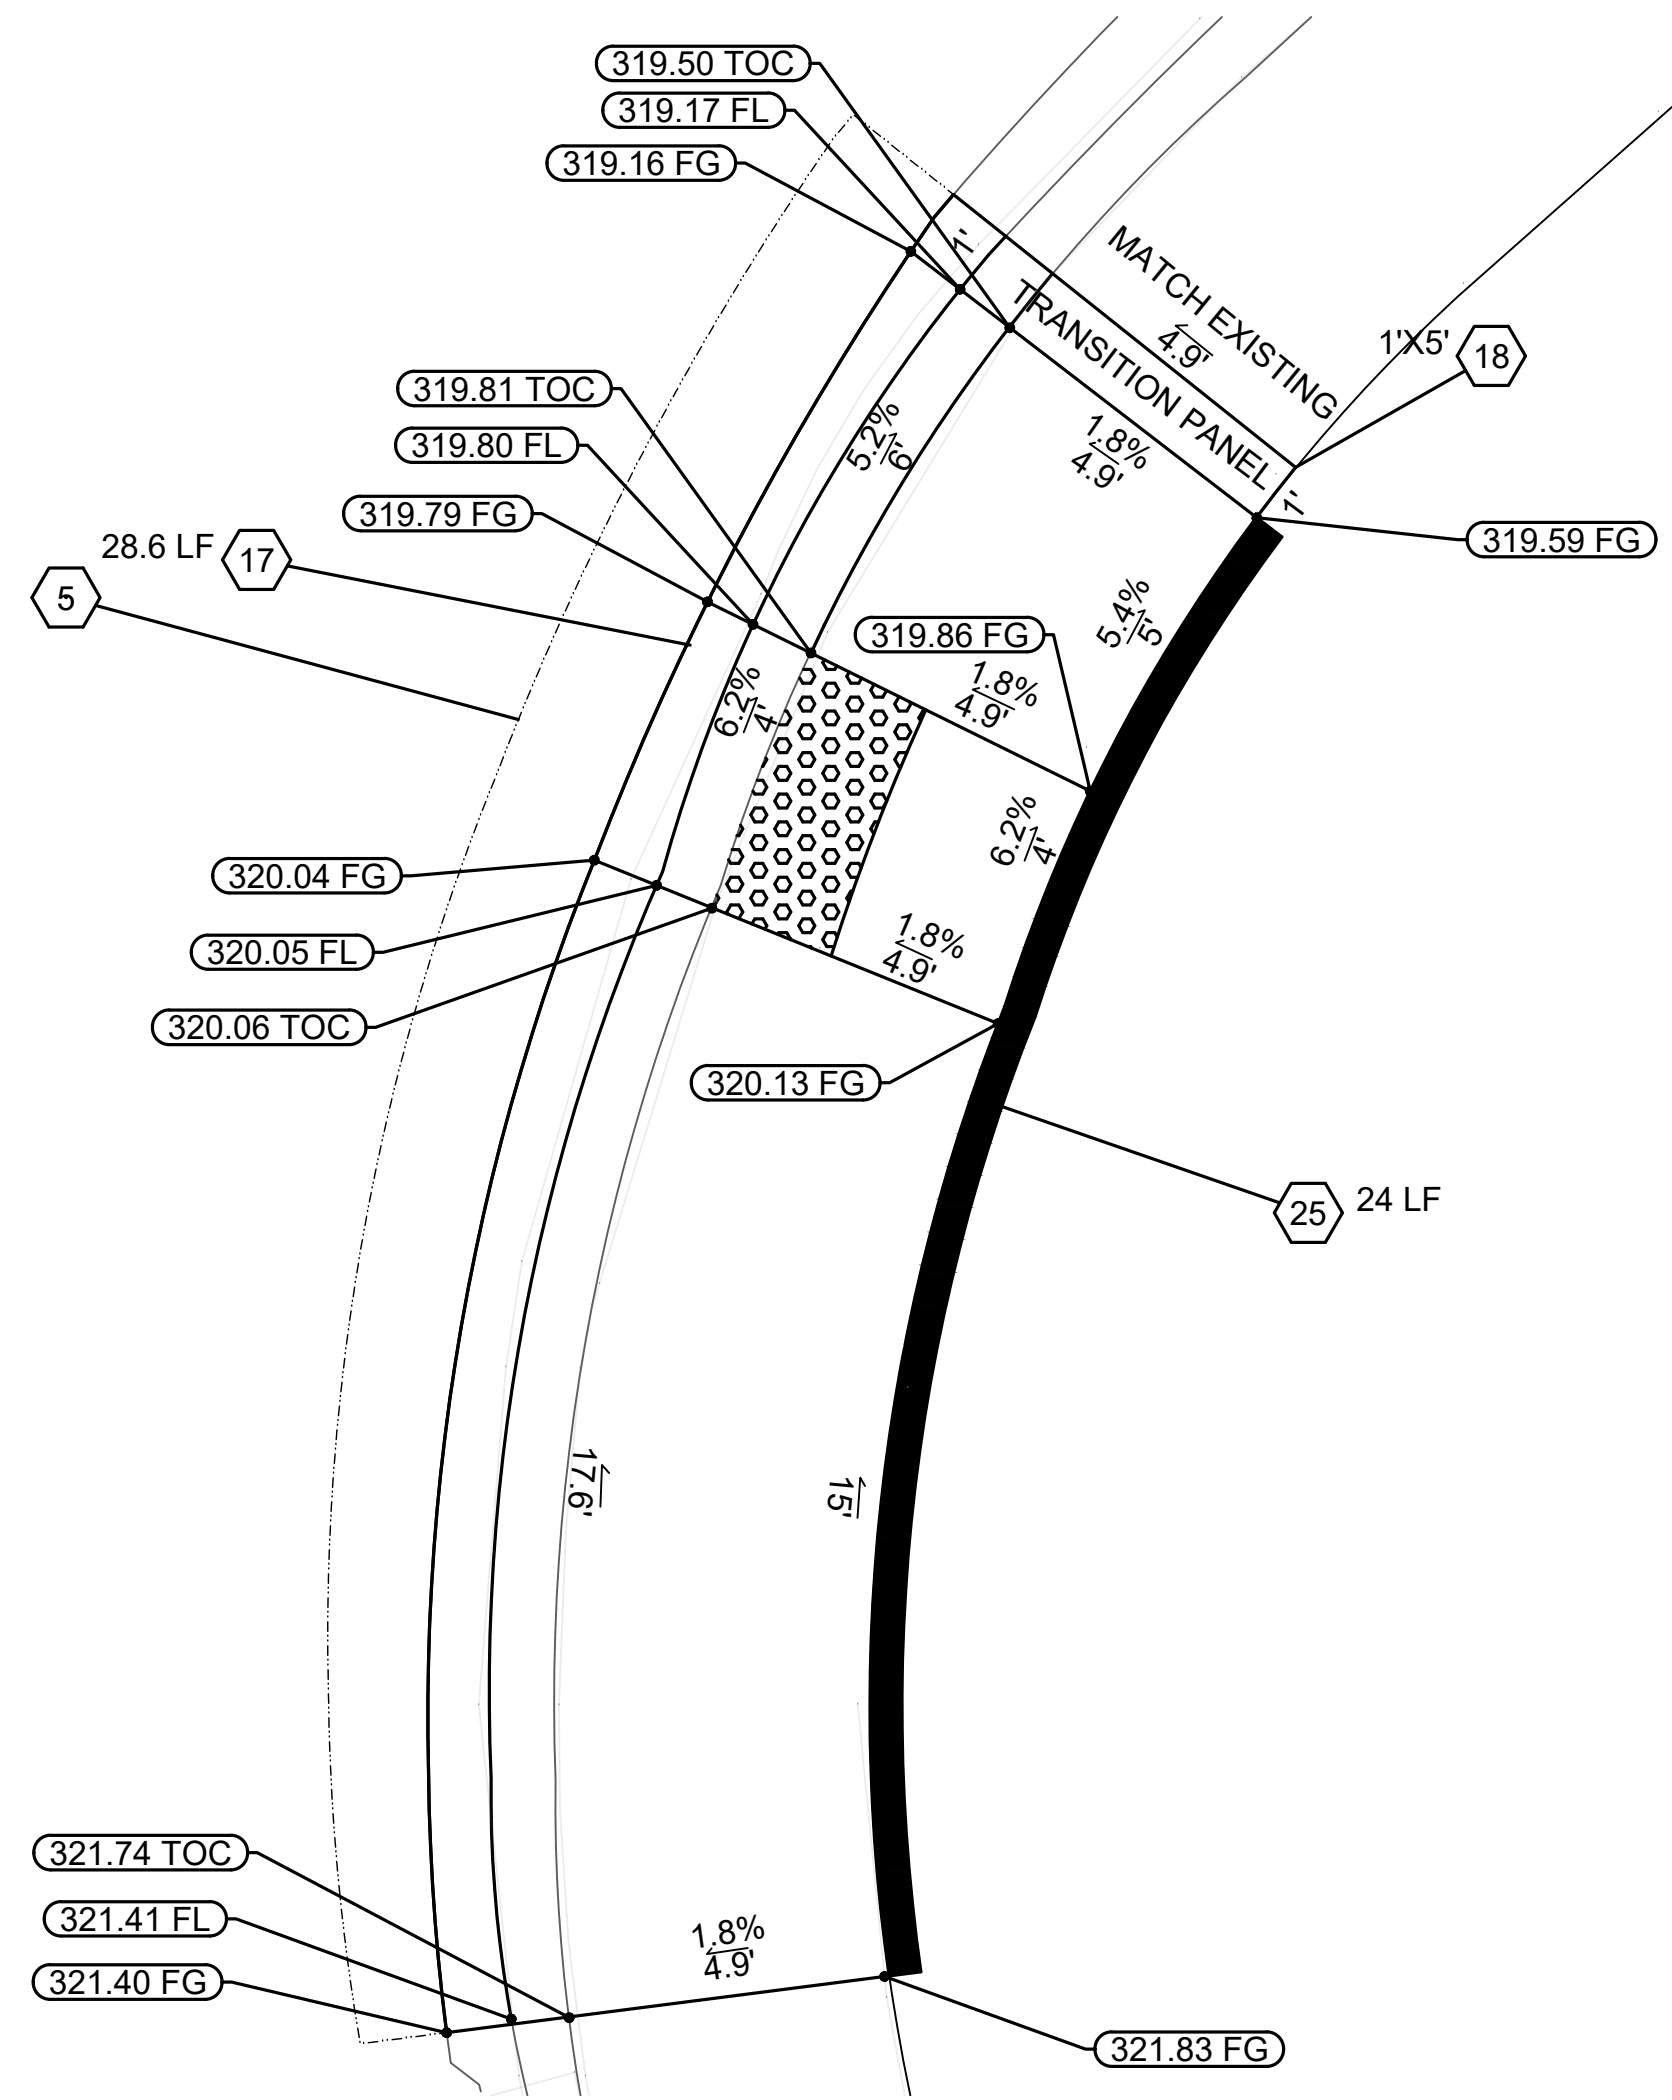 319.50 TOC
319.17 FL
319.16 FG
1'
MATCH EXISTING
4.9'
TRANSITION PANEL
1'X5'
18
1'
319.81 TOC
319.80 FL
319.79 FG
5.2%
6'
1.8%
4.9'
319.59 FG
28.6 LF
17
5
5.4%
5'
319.86 FG
1.8%
4.9'
6.2%
4'
6.2%
4'
320.04 FG
320.05 FL
320.06 TOC
1.8%
4.9'
320.13 FG
25
24 LF
17.6'
15'
321.74 TOC
321.41 FL
321.40 FG
1.8%
4.9'
321.83 FG